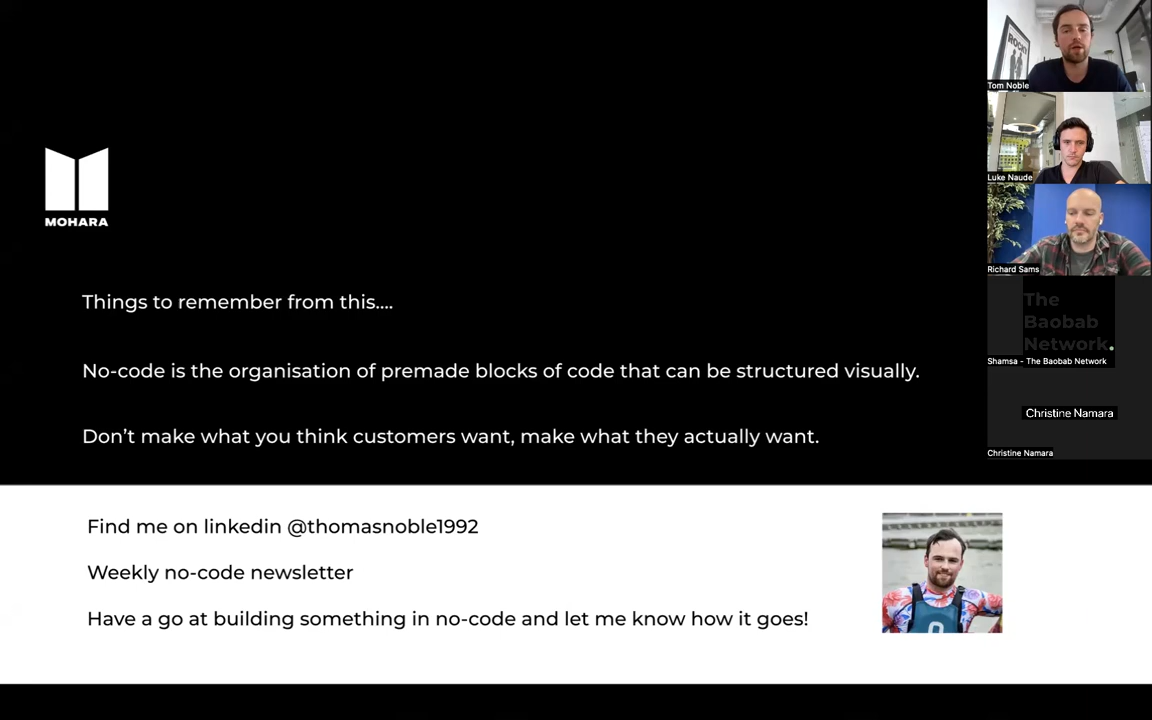 MOHARA
Things to remember from this....
No-code is the organisation of premade blocks of code that can be structured visually.
Don't make what you think customers want, make what they actually want.
Find me on linkedin @thomasnoble1992
Weekly no-code newsletter
Have a go at building something in no-code and let me know how it goes!
ROCKY
Tom Noble
Luke Naude
Richard Sams
The
Baobab
Network.
Shamsa - The Baobab Network
Christine Namara
Christine Namara